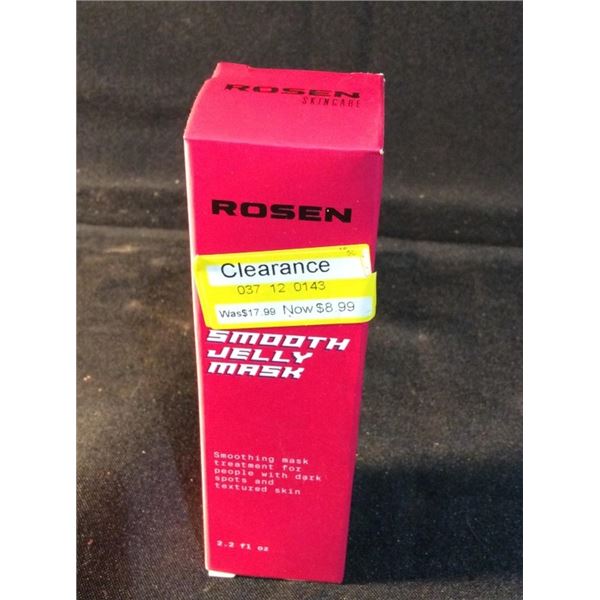 ROSEN
SKINCARE
ROSEN
Clearance
037 12 0143
Was$17.99 Now $8.99
SMOOTH
JELLY
MASK
Smoothing mask
treatment for
people with dark
spots and
textured skin
2.2 fl oz